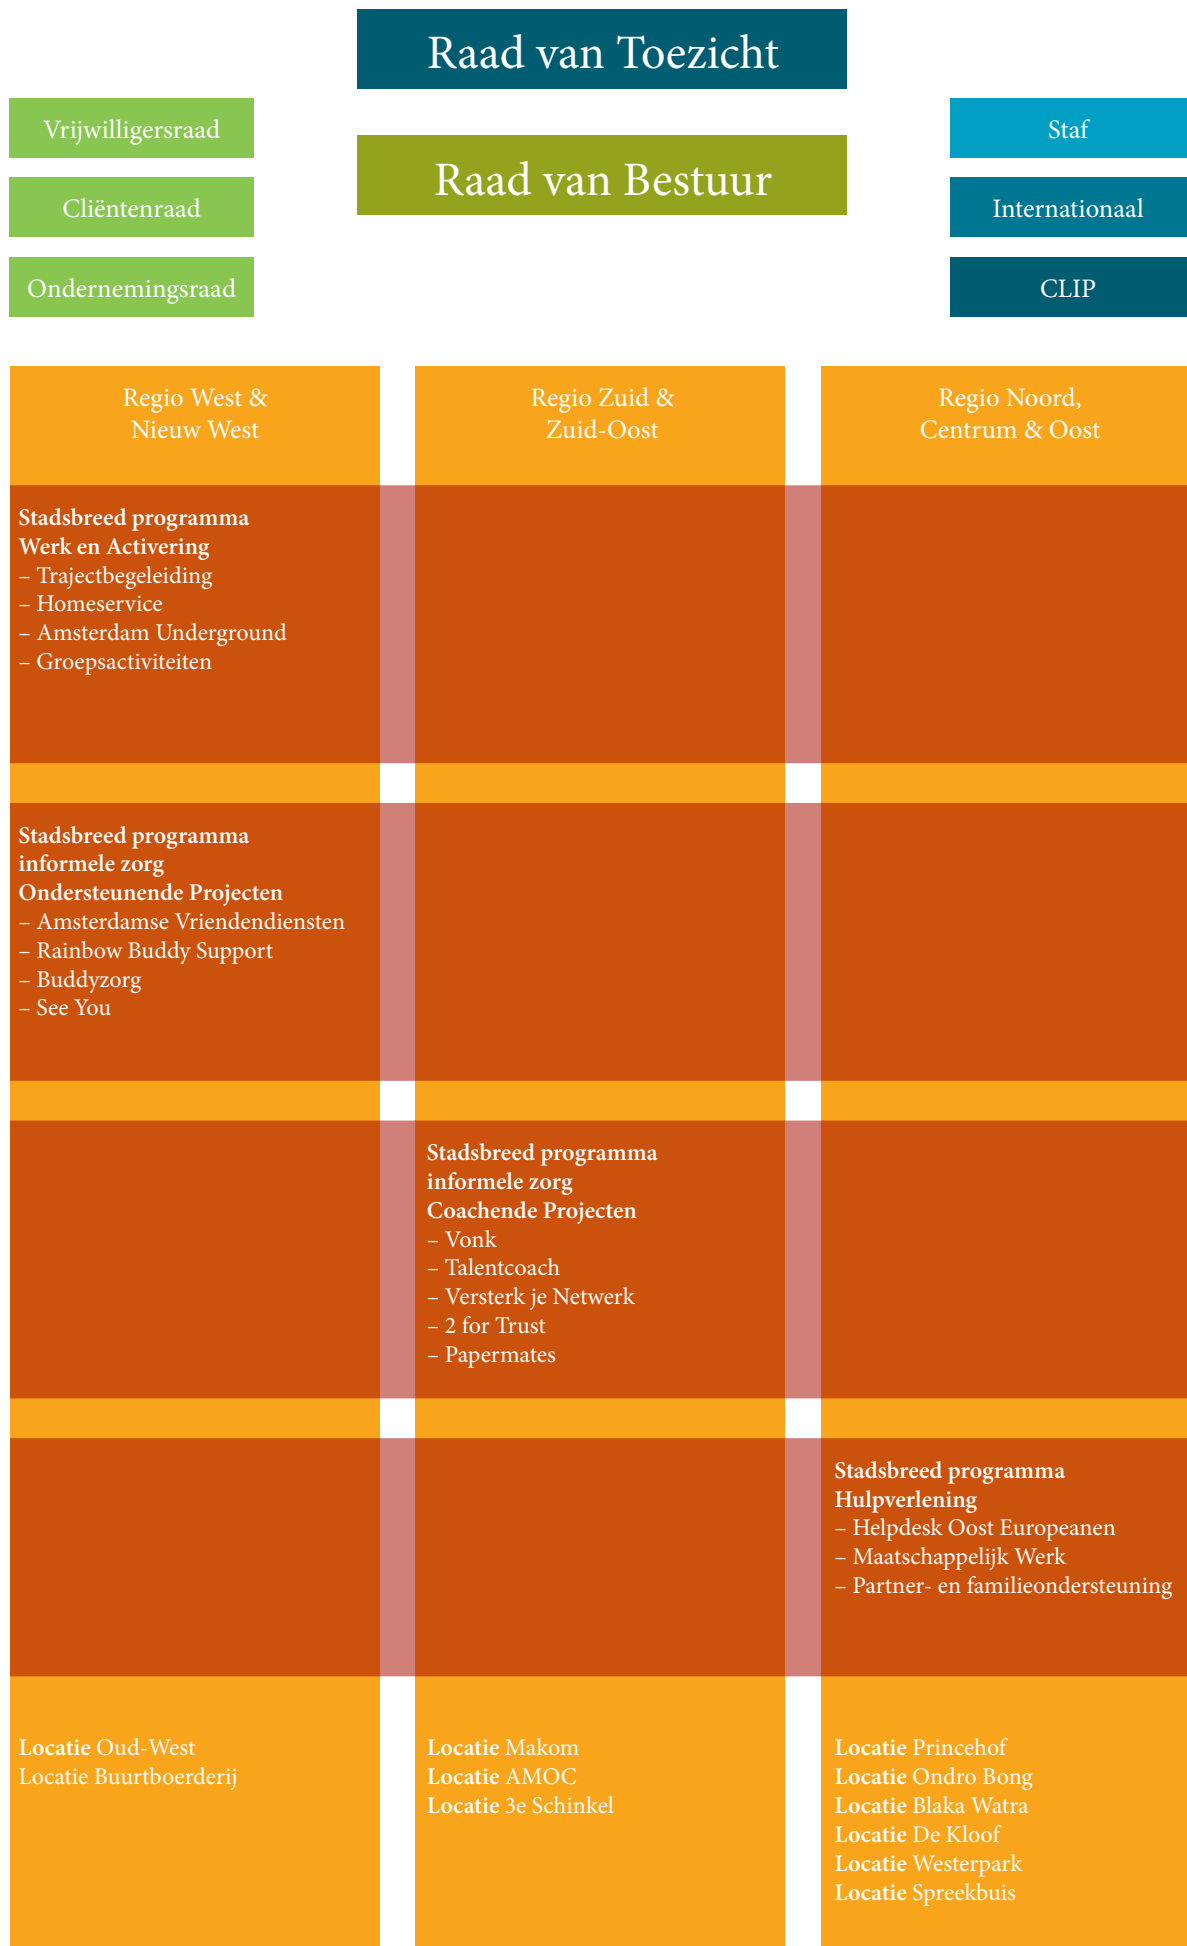 Raad van Toezicht
Raad van Bestuur
Vrijwilligersraad
Cliëntenraad
Ondernemingsraad
Staf
Internationaal
CLIP
Regio West &
Nieuw West
Regio Zuid &
Zuid-Oost
Regio Noord,
Centrum & Oost
Stadsbreed programma
Werk en Activering
– Trajectbegeleiding
– Homeservice
– Amsterdam Underground
– Groepsactiviteiten
Stadsbreed programma
informele zorg
Ondersteunende Projecten
– Amsterdamse Vriendendiensten
– Rainbow Buddy Support
– Buddyzorg
– See You
Stadsbreed programma
informele zorg
Coachende Projecten
– Vonk
– Talentcoach
– Versterk je Netwerk
– 2 for Trust
– Papermates
Stadsbreed programma
Hulpverlening
– Helpdesk Oost Europeanen
– Maatschappelijk Werk
– Partner- en familieondersteuning
Locatie Oud-West
Locatie Buurtboerderij
Locatie Makom
Locatie AMOC
Locatie 3e Schinkel
Locatie Princehof
Locatie Ondro Bong
Locatie Blaka Watra
Locatie De Kloof
Locatie Westerpark
Locatie Spreekbuis